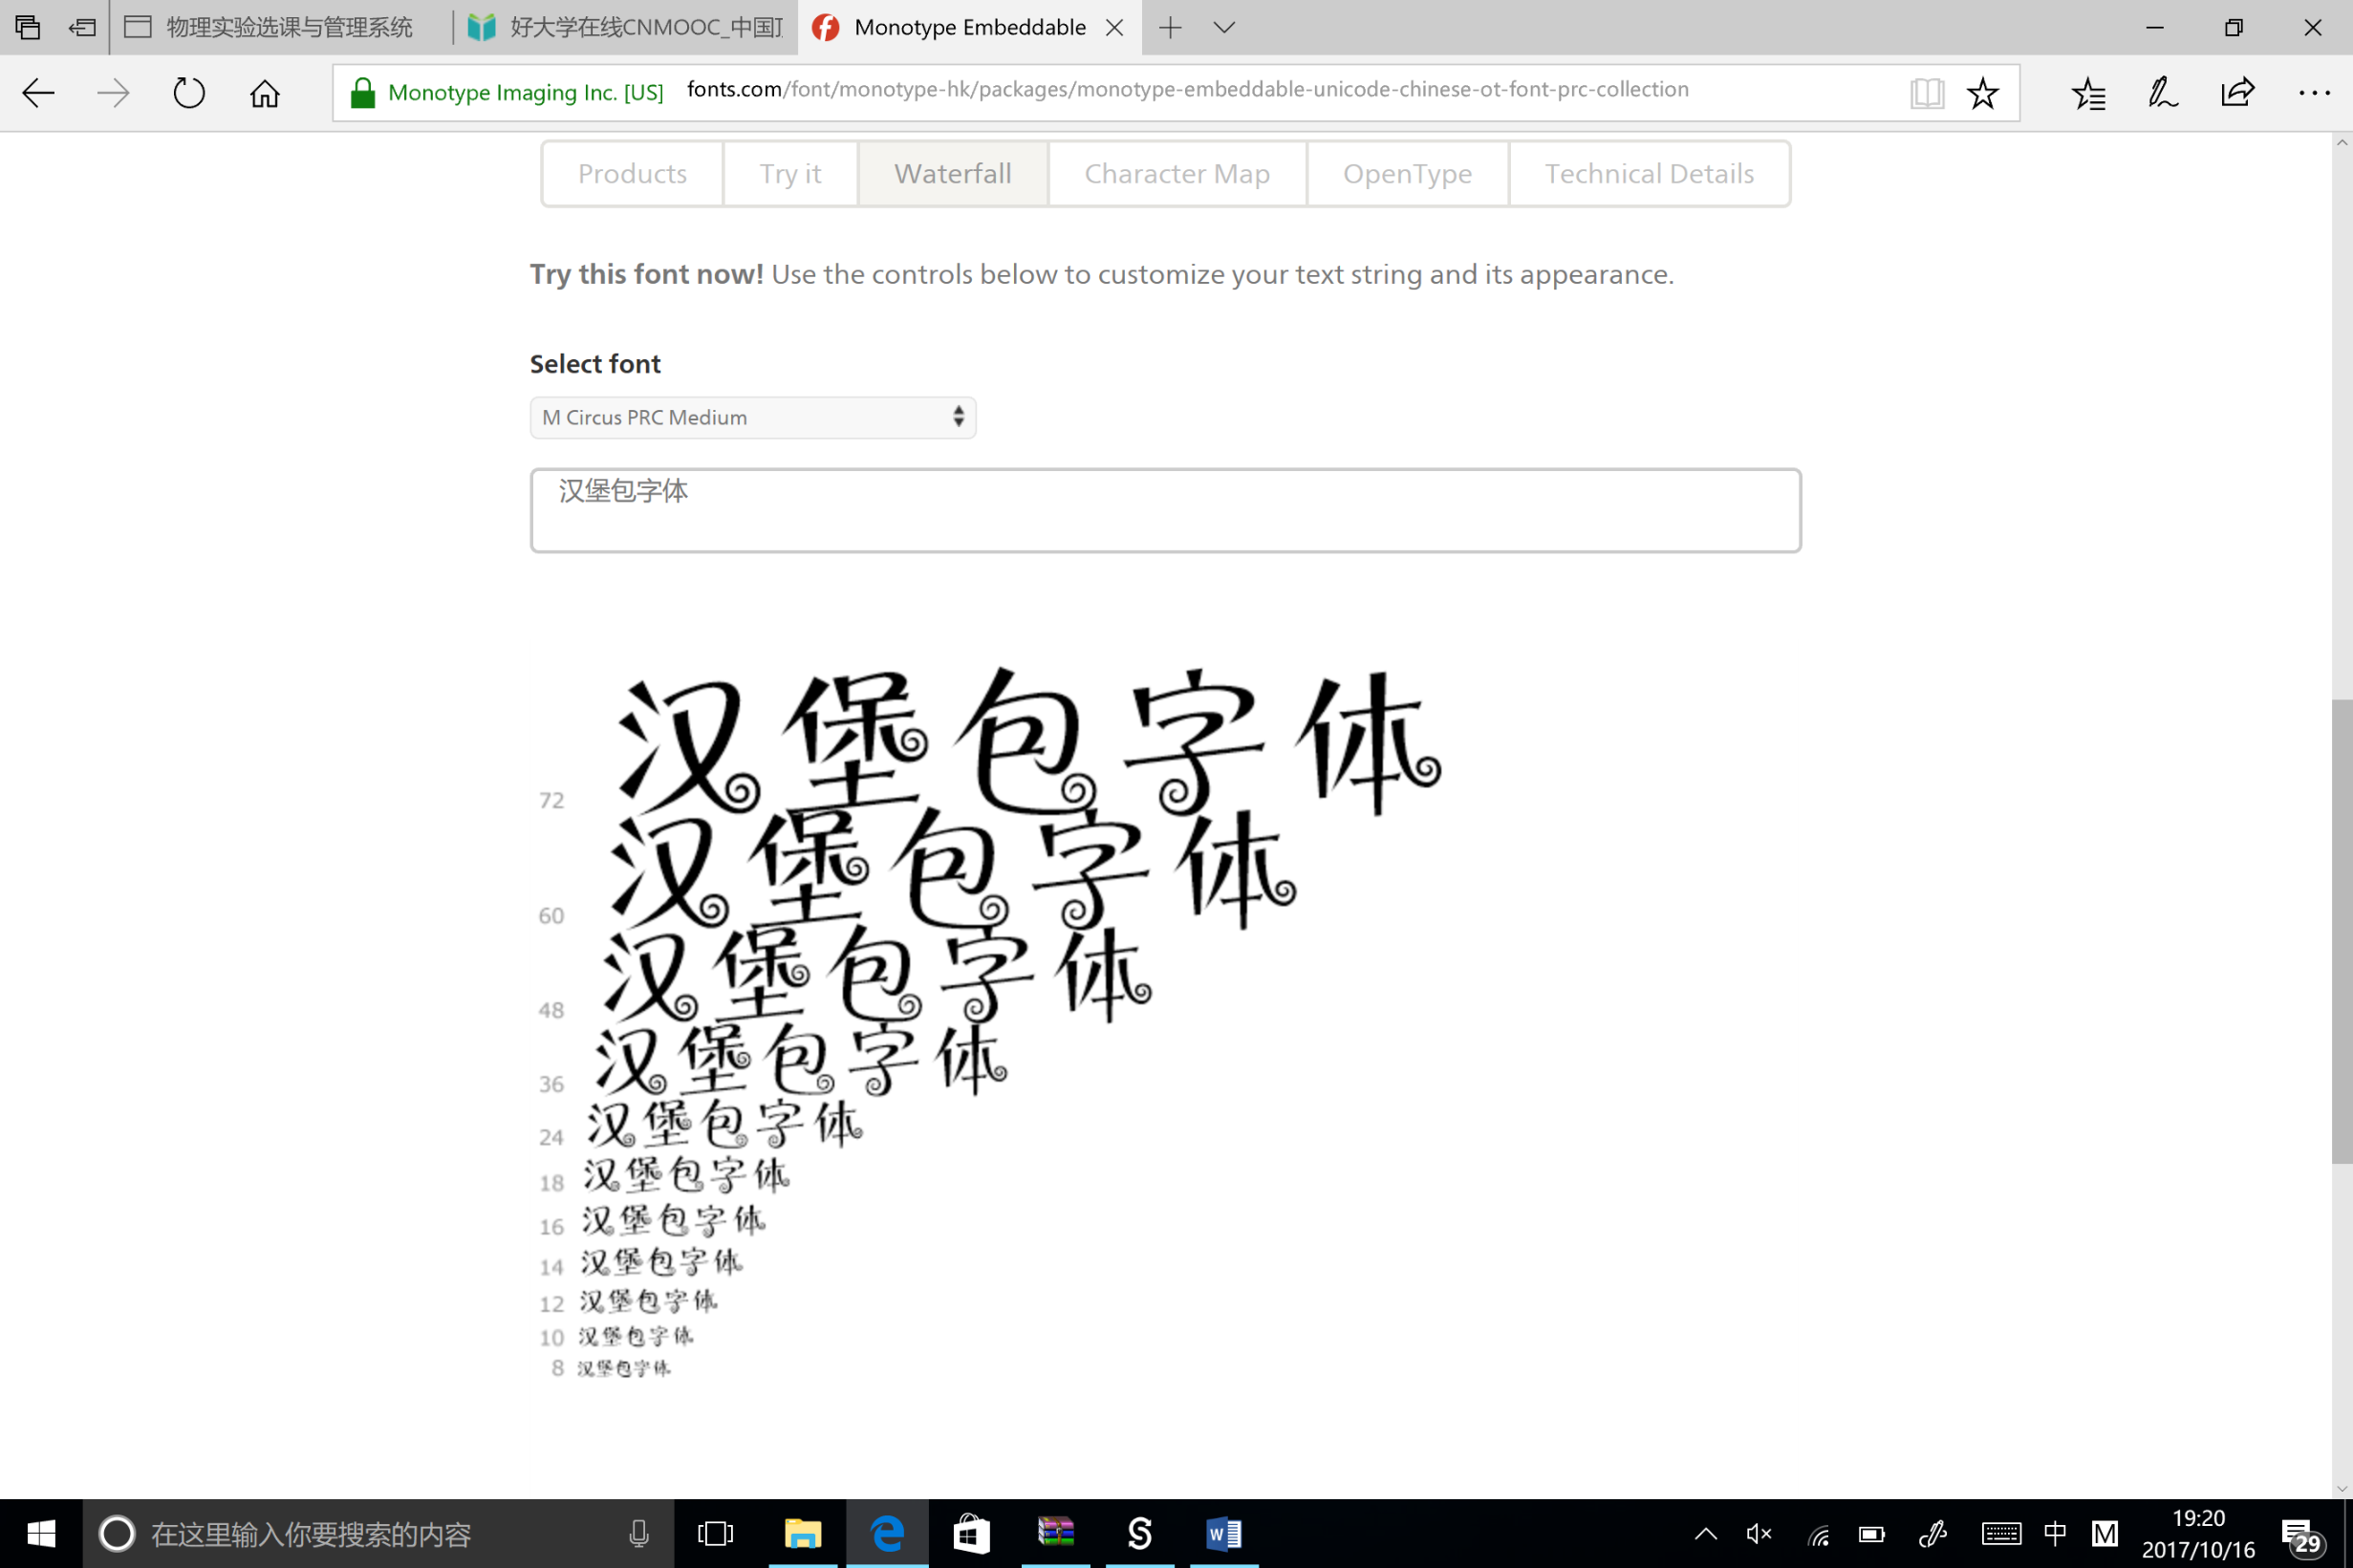 物理实验选课与管理系统
好大学在线CNMOOC_中国
Monotype Embeddable
Monotype Imaging Inc. [US] fonts.com/font/monotype-hk/packages/monotype-embeddable-unicode-chinese-ot-font-prc-collection
Products Try it Waterfall Character Map OpenType Technical Details
Try this font now! Use the controls below to customize your text string and its appearance.
Select font
M Circus PRC Medium
汉堡包字体
72 汉堡包字体
60 汉堡包字体
48 汉堡包字体
36 汉堡包字体
24 汉堡包字体
18 汉堡包字体
16 汉堡包字体
14 汉堡包字体
12 汉堡包字体
10 汉堡包字体
8 汉堡包字体
在这里输入你要搜索的内容
中 M
19:20
2017/10/16
29